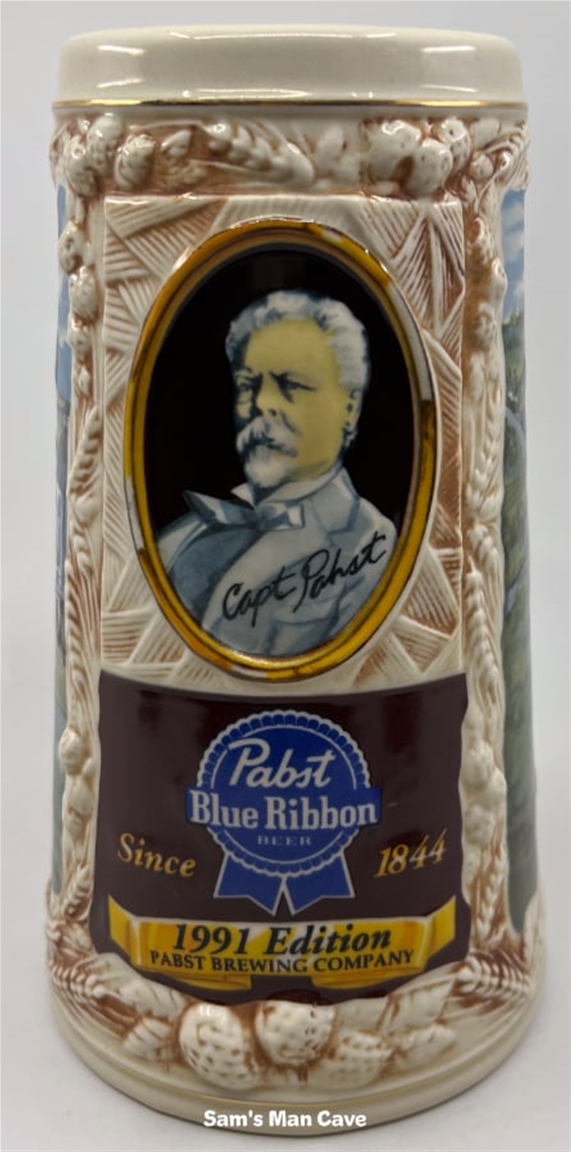 Capt Pabst
Pabst
Blue Ribbon
BEER
Since 1844
1991 Edition
PABST BREWING COMPANY
Sam's Man Cave